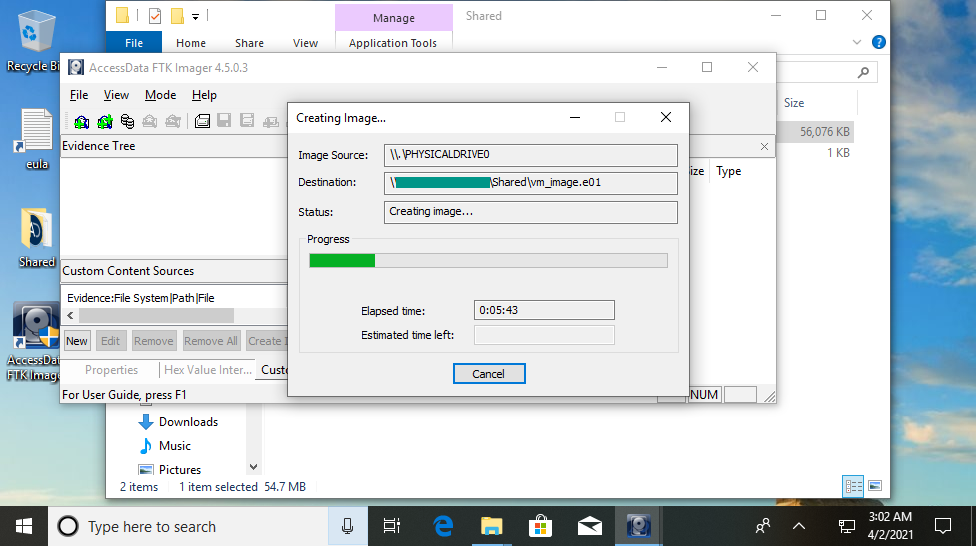 Manage
Shared
File
Home
Share
View
Application Tools
Recycle Bi
AccessData FTK Imager 4.5.0.3
File View Mode Help
Size
56,076 KB
1 KB
Evidence Tree
Size Type
eula
Creating Image...
Image Source: \\.\PHYSICALDRIVE0
Destination: \ \Shared\vm_image.e01
Status: Creating image...
Progress
Elapsed time: 0:05:43
Estimated time left:
Cancel
Shared
Custom Content Sources
Evidence:File System|Path|File
New Edit Remove Remove All Create I
Properties Hex Value Inter... Custo
For User Guide, press F1
NUM
AccessData
FTK Imager
Downloads
Music
Pictures
2 items 1 item selected 54.7 MB
Type here to search
3:02 AM
4/2/2021